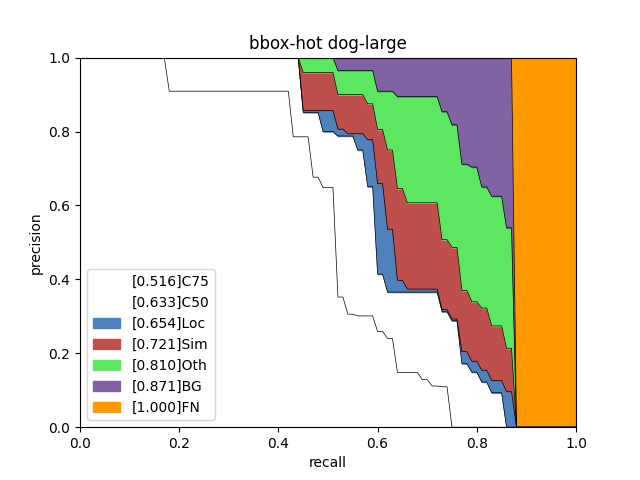 bbox-hot dog-large
1.0
0.8
0.6
0.4
0.2
0.0
precision
[0.516]C75
[0.633]C50
[0.654]Loc
[0.721]Sim
[0.810]Oth
[0.871]BG
[1.000]FN
0.0 0.2 0.4 0.6 0.8 1.0
recall